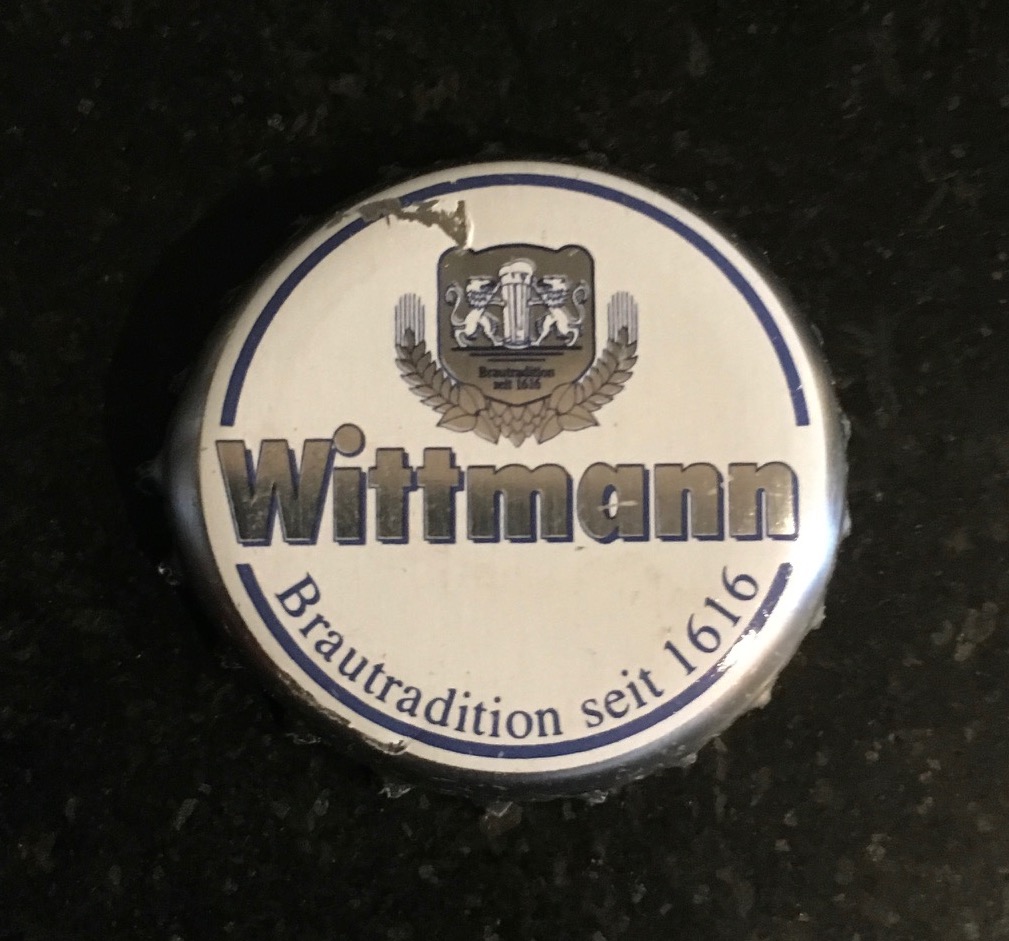 Brautradition
seit 1616
Wittmann
Brautradition seit 1616